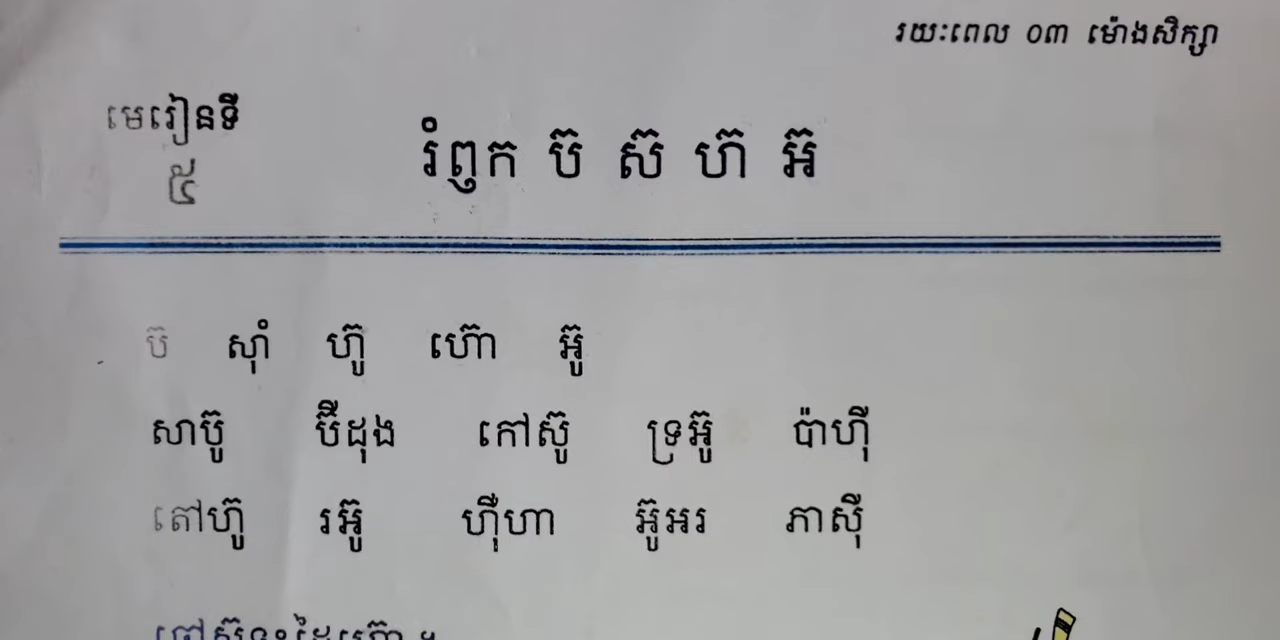 រយៈពេល ០៣ ម៉ោងសិក្សា
មេរៀនទី
៥
រំឭក ប៊ ស៊ ហ៊ អ៊
ប៊ ស៊ាំ ហ៊ូ ហ៊ោ អ៊ូ
សាប៊ូ ប៊ីដុង កៅស៊ូ ទ្រអ៊ូ ប៉ាហ៊ី
តៅហ៊ូ រអ៊ូ ហ៊ឺហា អ៊ូអរ ភាស៊ី